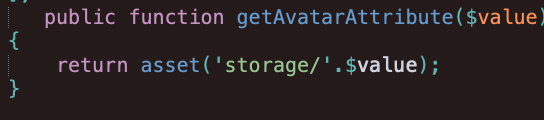 public function getAvatarAttribute($value)
{
return asset('storage/'.$value);
}